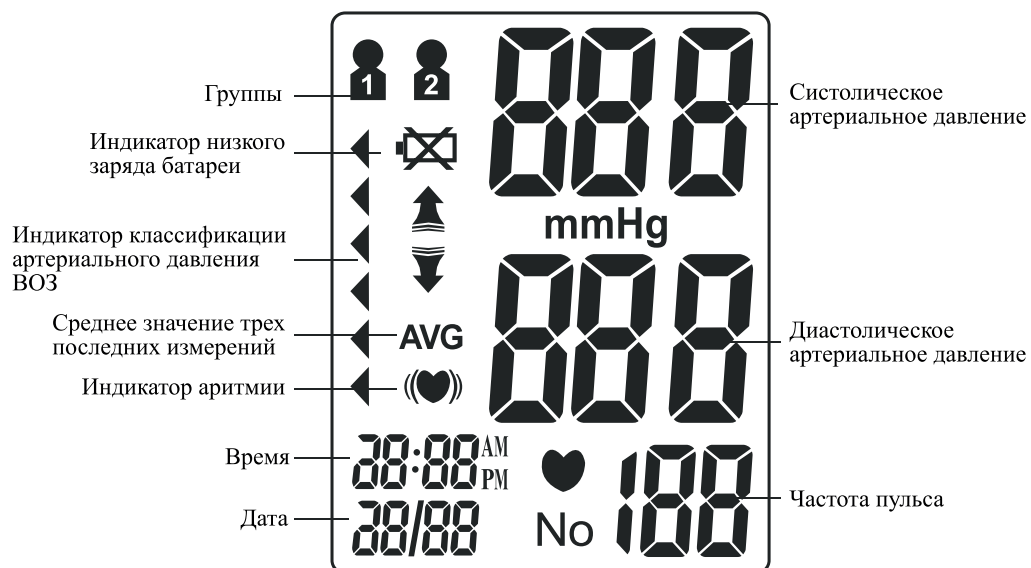 1 2
Группы
Индикатор низкого
заряда батареи
Индикатор классификации
артериального давления
ВОЗ
Среднее значение трех
последних измерений
Индикатор аритмии
Время
Дата
888
mmHg
888
AVG
28:88 AM
PM
28/88
No 188
Систолическое
артериальное давление
Диастолическое
артериальное давление
Частота пульса